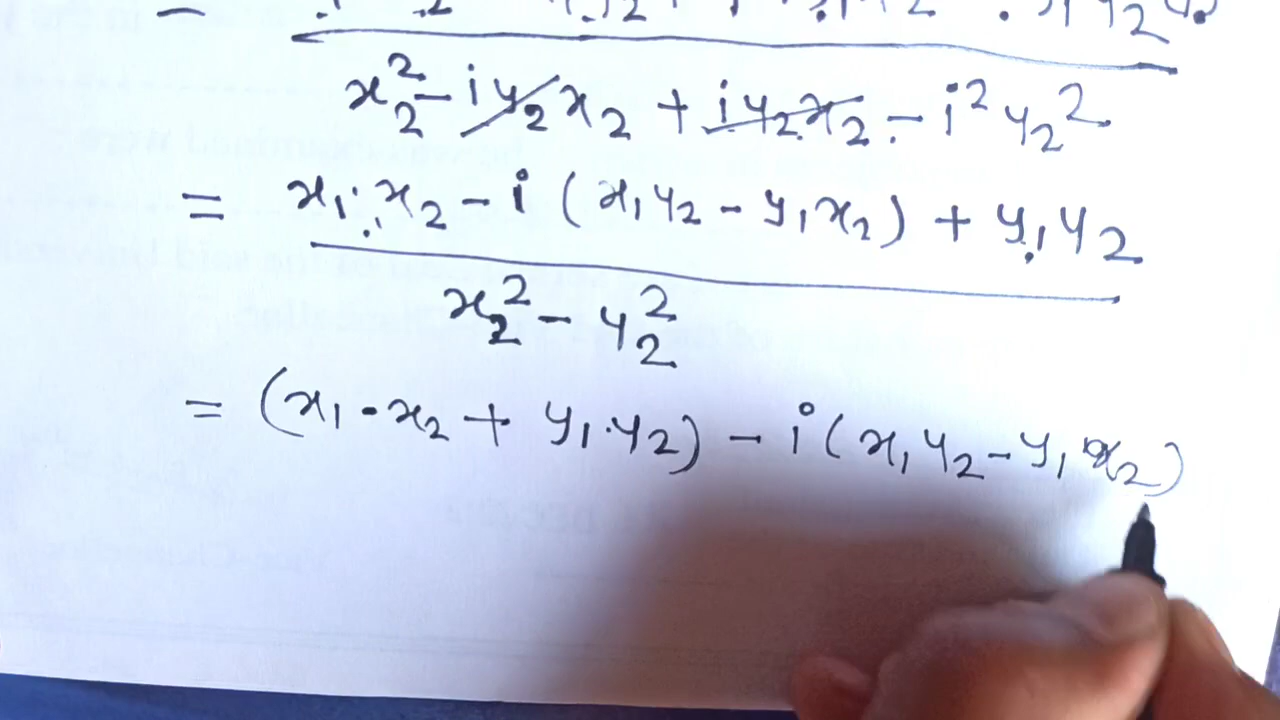 x₂² - iy₂x₂ + iy₂x₂ - i²y₂²
= x₁·x₂ - i(x₁y₂ - y₁x₂) + y₁y₂
x₂² - y₂²
= (x₁·x₂ + y₁·y₂) - i(x₁y₂ - y₁x₂)